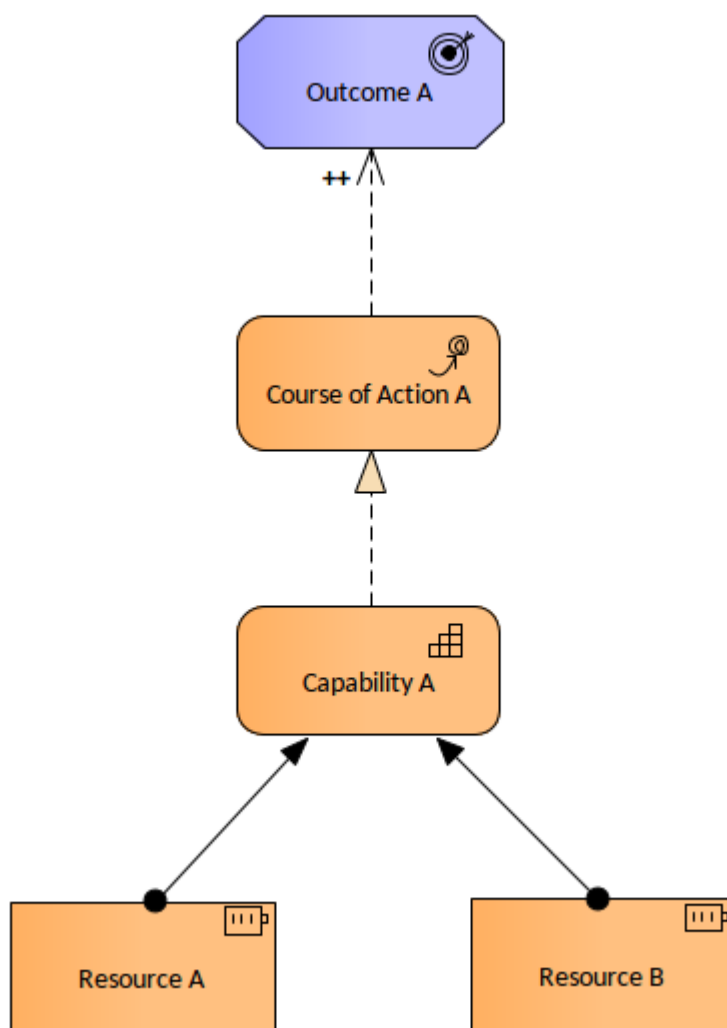 Outcome A
++
Course of Action A
Capability A
Resource A
Resource B